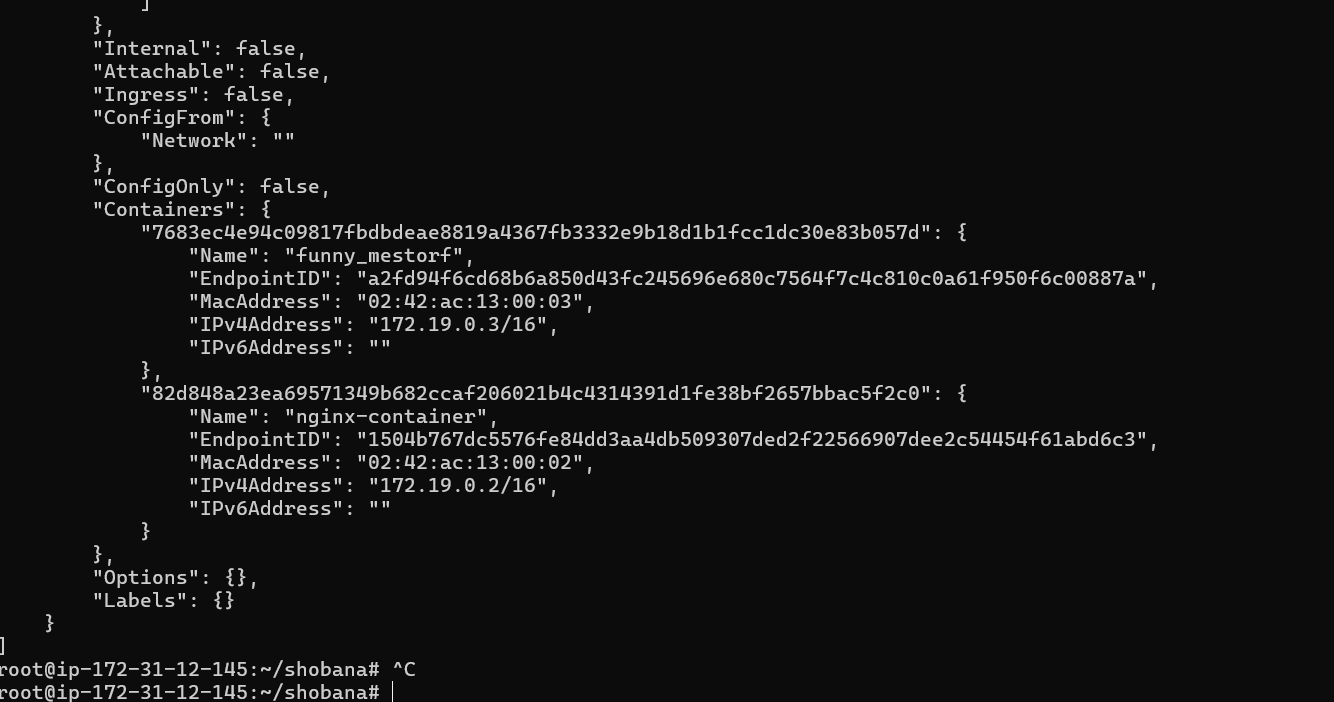 ]
},
"Internal": false,
"Attachable": false,
"Ingress": false,
"ConfigFrom": {
"Network": ""
},
"ConfigOnly": false,
"Containers": {
"7683ec4e94c09817fbdbdeae8819a4367fb3332e9b18d1b1fcc1dc30e83b057d": {
"Name": "funny_mestorf",
"EndpointID": "a2fd94f6cd68b6a850d43fc245696e680c7564f7c4c810c0a61f950f6c00887a",
"MacAddress": "02:42:ac:13:00:03",
"IPv4Address": "172.19.0.3/16",
"IPv6Address": ""
},
"82d848a23ea69571349b682ccaf206021b4c4314391d1fe38bf2657bbac5f2c0": {
"Name": "nginx-container",
"EndpointID": "1504b767dc5576fe84dd3aa4db509307ded2f22566907dee2c54454f61abd6c3",
"MacAddress": "02:42:ac:13:00:02",
"IPv4Address": "172.19.0.2/16",
"IPv6Address": ""
}
},
"Options": {},
"Labels": {}
}
]
root@ip-172-31-12-145:~/shobana# ^C
root@ip-172-31-12-145:~/shobana#